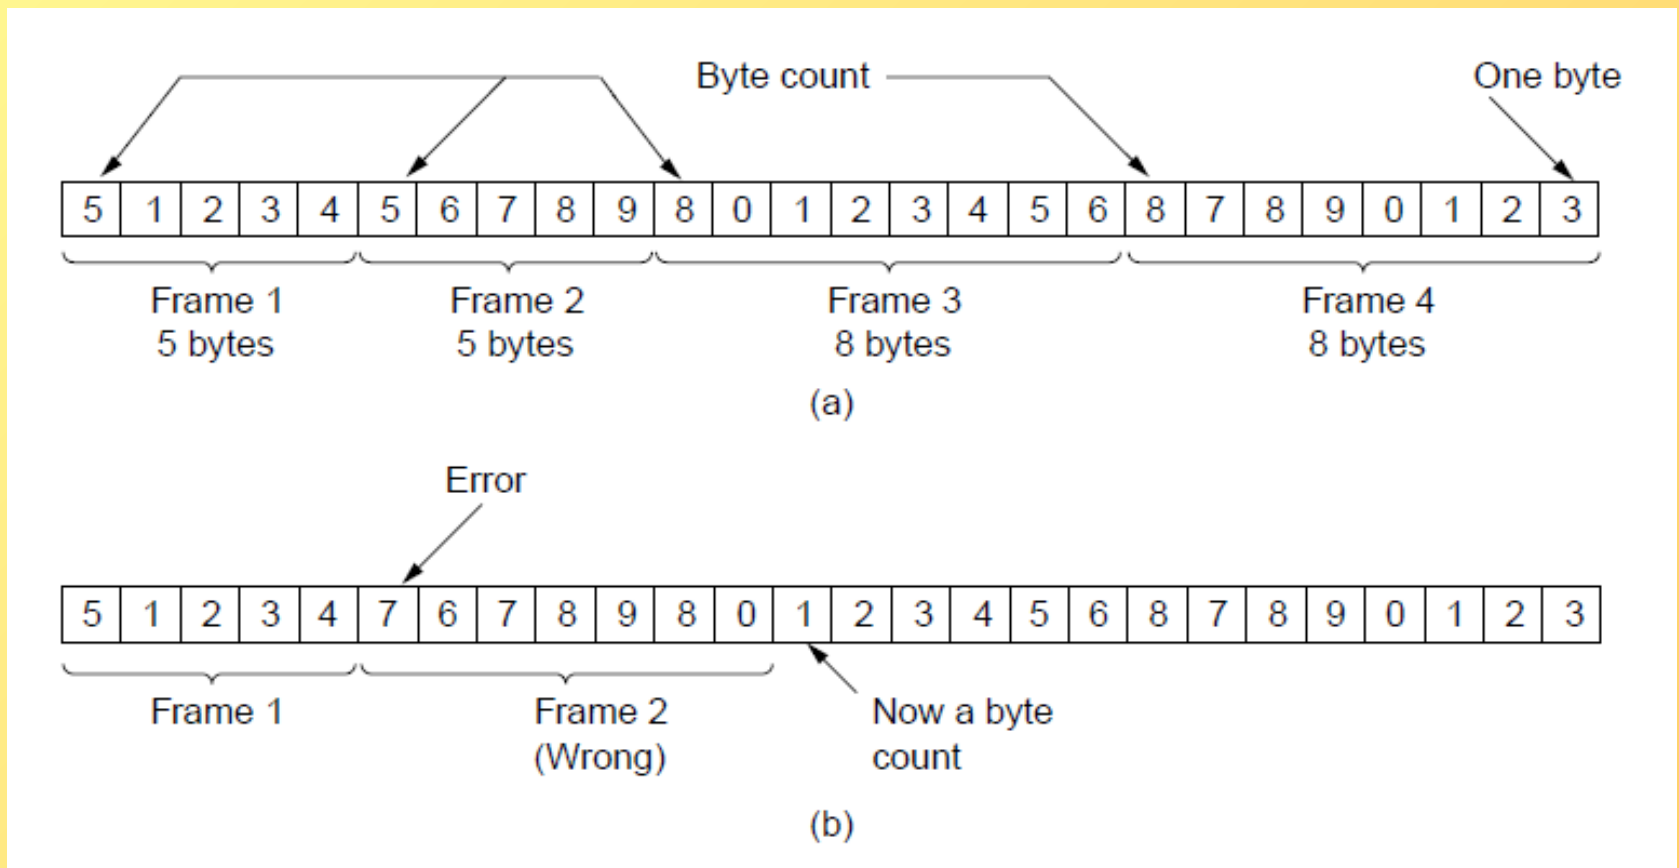 Byte count One byte
5 1 2 3 4 5 6 7 8 9 8 0 1 2 3 4 5 6 8 7 8 9 0 1 2 3
Frame 1 Frame 2 Frame 3 Frame 4
5 bytes 5 bytes 8 bytes 8 bytes
(a)
Error
5 1 2 3 4 7 6 7 8 9 8 0 1 2 3 4 5 6 8 7 8 9 0 1 2 3
Frame 1 Frame 2 Now a byte
(Wrong) count
(b)